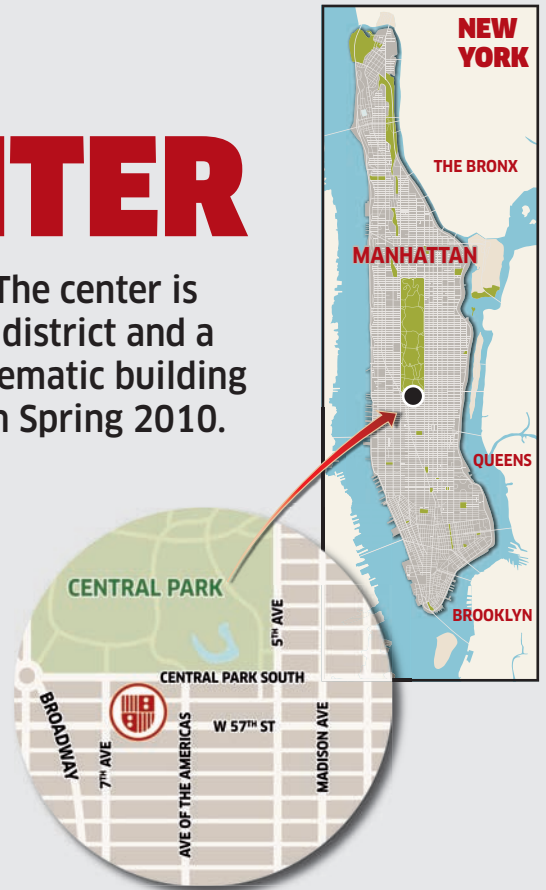 NTER
The center is
district and a
ematic building
n Spring 2010.
NEW
YORK
THE BRONX
MANHATTAN
QUEENS
BROOKLYN
CENTRAL PARK
5TH AVE
CENTRAL PARK SOUTH
BROADWAY
7TH AVE
AVE OF THE AMERICAS
W 57TH ST
MADISON AVE